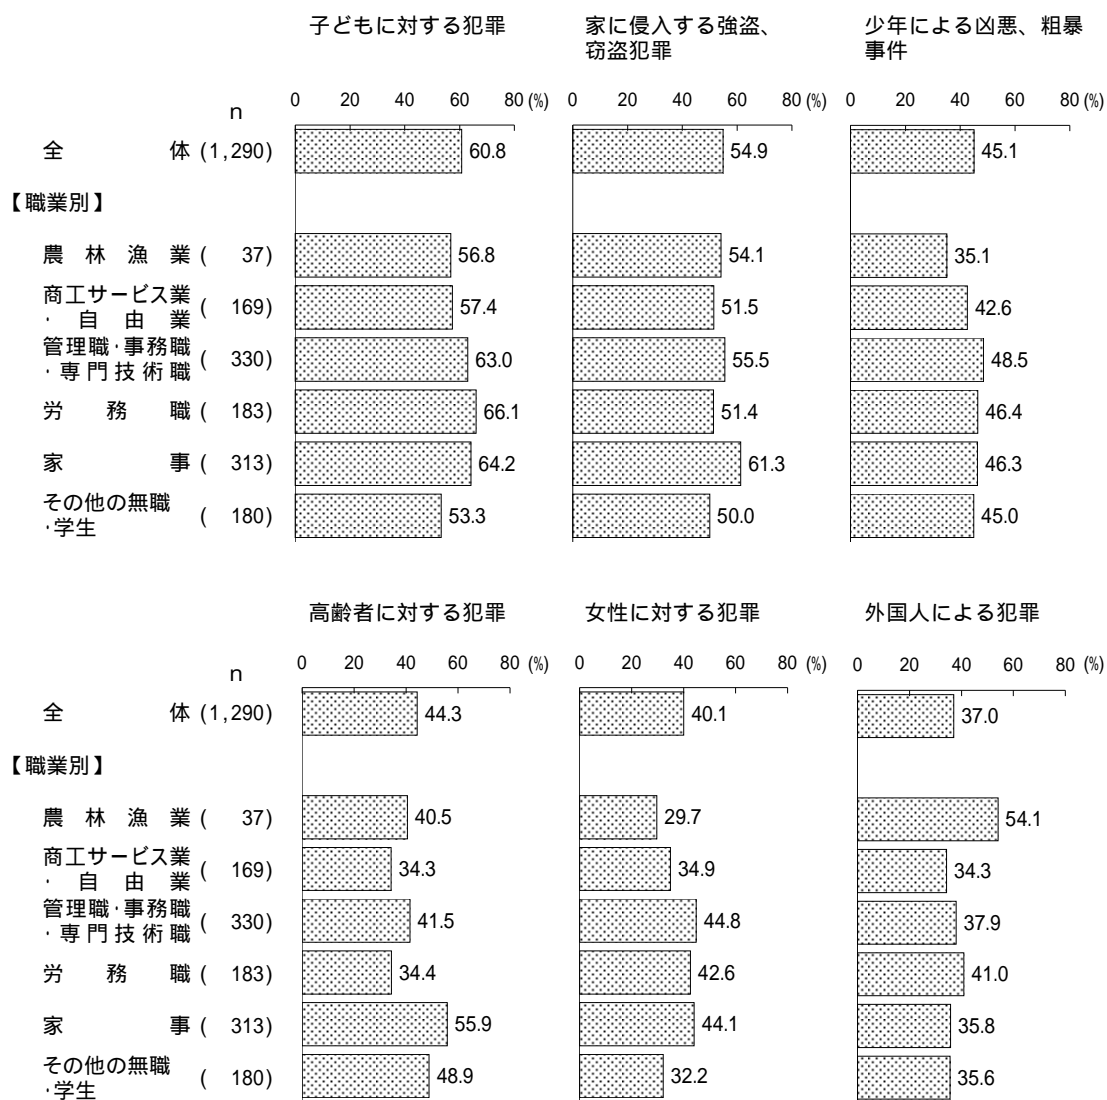 子どもに対する犯罪 家に侵入する強盗、 少年による凶悪、粗暴
窃盗犯罪 事件
n 0 20 40 60 80(%) 0 20 40 60 80(%) 0 20 40 60 80(%)
全体(1,290) 60.8 54.9 45.1
【職業別】
農林漁業( 37) 56.8 54.1 35.1
商工サービス業
・自由業( 169) 57.4 51.5 42.6
管理職・事務職
・専門技術職( 330) 63.0 55.5 48.5
労務職( 183) 66.1 51.4 46.4
家事( 313) 64.2 61.3 46.3
その他の無職
・学生( 180) 53.3 50.0 45.0
高齢者に対する犯罪 女性に対する犯罪 外国人による犯罪
n 0 20 40 60 80(%) 0 20 40 60 80(%) 0 20 40 60 80(%)
全体(1,290) 44.3 40.1 37.0
【職業別】
農林漁業( 37) 40.5 29.7 54.1
商工サービス業
・自由業( 169) 34.3 34.9 34.3
管理職・事務職
・専門技術職( 330) 41.5 44.8 37.9
労務職( 183) 34.4 42.6 41.0
家事( 313) 55.9 44.1 35.8
その他の無職
・学生( 180) 48.9 32.2 35.6